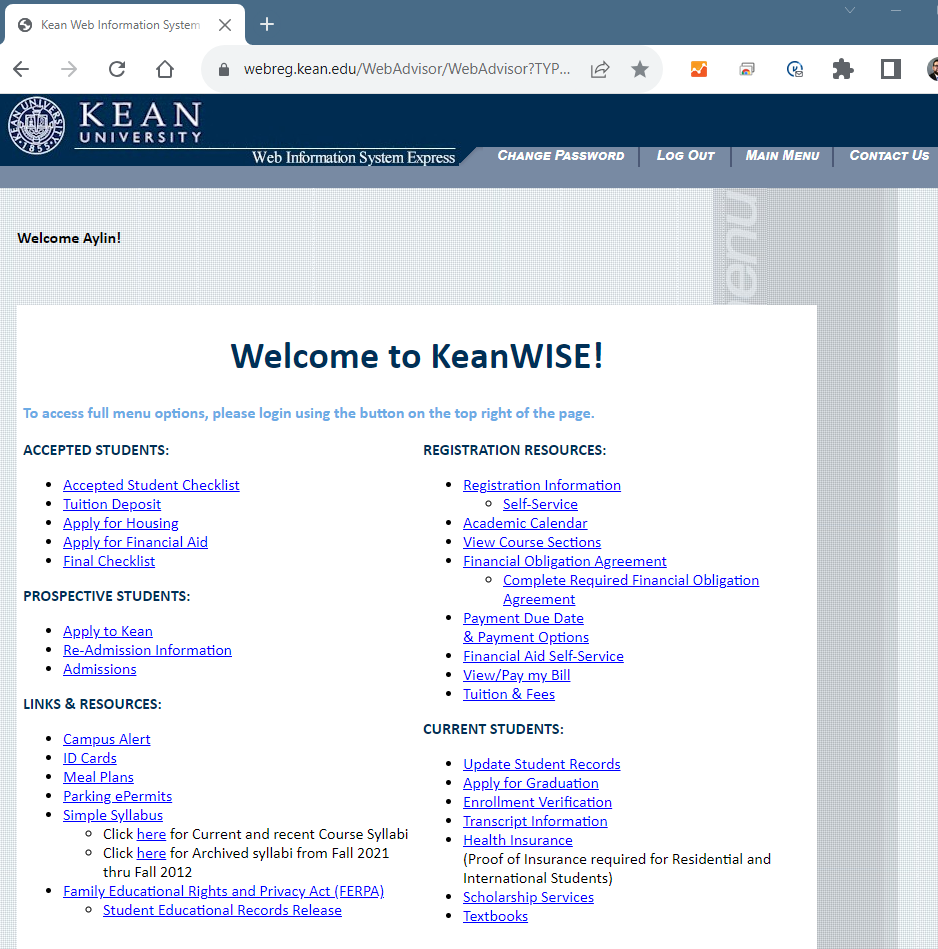 Kean Web Information System
webreg.kean.edu/WebAdvisor/WebAdvisor?TYP...
KEAN
UNIVERSITY
Web Information System Express
CHANGE PASSWORD
LOG OUT
MAIN MENU
CONTACT US
enu
Welcome Aylin!
Welcome to KeanWISE!
To access full menu options, please login using the button on the top right of the page.
ACCEPTED STUDENTS:
Accepted Student Checklist
Tuition Deposit
Apply for Housing
Apply for Financial Aid
Final Checklist
PROSPECTIVE STUDENTS:
Apply to Kean
Re-Admission Information
Admissions
LINKS & RESOURCES:
Campus Alert
ID Cards
Meal Plans
Parking ePermits
Simple Syllabus
Click here for Current and recent Course Syllabi
Click here for Archived syllabi from Fall 2021
thru Fall 2012
Family Educational Rights and Privacy Act (FERPA)
Student Educational Records Release
REGISTRATION RESOURCES:
Registration Information
Self-Service
Academic Calendar
View Course Sections
Financial Obligation Agreement
Complete Required Financial Obligation
Agreement
Payment Due Date
& Payment Options
Financial Aid Self-Service
View/Pay my Bill
Tuition & Fees
CURRENT STUDENTS:
Update Student Records
Apply for Graduation
Enrollment Verification
Transcript Information
Health Insurance
(Proof of Insurance required for Residential and
International Students)
Scholarship Services
Textbooks